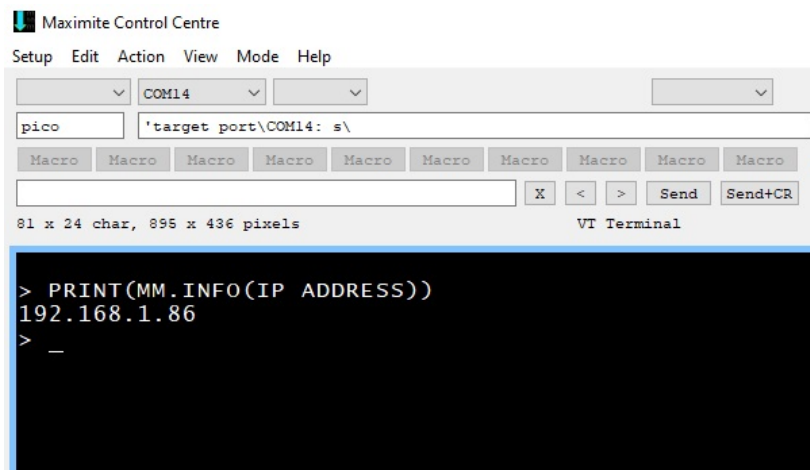 Maximite Control Centre
Setup Edit Action View Mode Help
COM14
pico 'target port\COM14: s\
Macro Macro Macro Macro Macro Macro Macro Macro Macro Macro
X < > Send Send+CR
81 x 24 char, 895 x 436 pixels VT Terminal
> PRINT(MM.INFO(IP ADDRESS))
192.168.1.86
> _